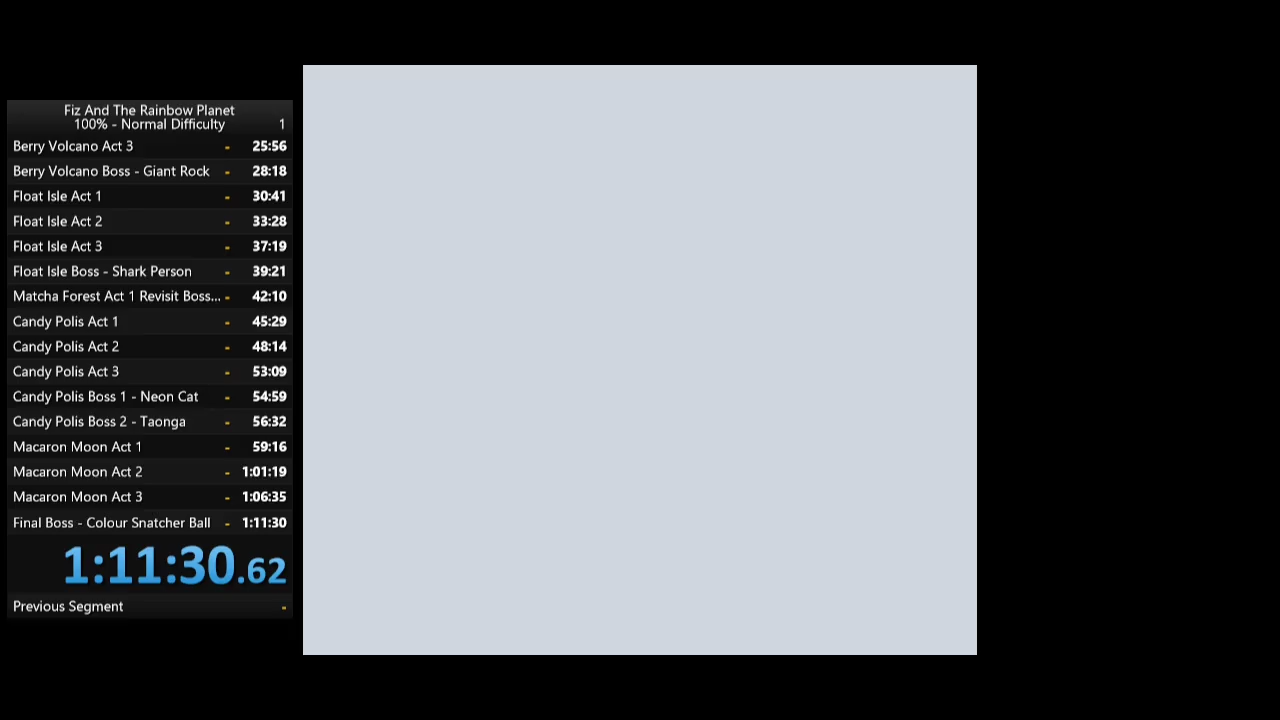 Fiz And The Rainbow Planet
100% - Normal Difficulty 1
Berry Volcano Act 3 - 25:56
Berry Volcano Boss - Giant Rock - 28:18
Float Isle Act 1 - 30:41
Float Isle Act 2 - 33:28
Float Isle Act 3 - 37:19
Float Isle Boss - Shark Person - 39:21
Matcha Forest Act 1 Revisit Boss... - 42:10
Candy Polis Act 1 - 45:29
Candy Polis Act 2 - 48:14
Candy Polis Act 3 - 53:09
Candy Polis Boss 1 - Neon Cat - 54:59
Candy Polis Boss 2 - Taonga - 56:32
Macaron Moon Act 1 - 59:16
Macaron Moon Act 2 - 1:01:19
Macaron Moon Act 3 - 1:06:35
Final Boss - Colour Snatcher Ball - 1:11:30
1:11:30.62
Previous Segment -